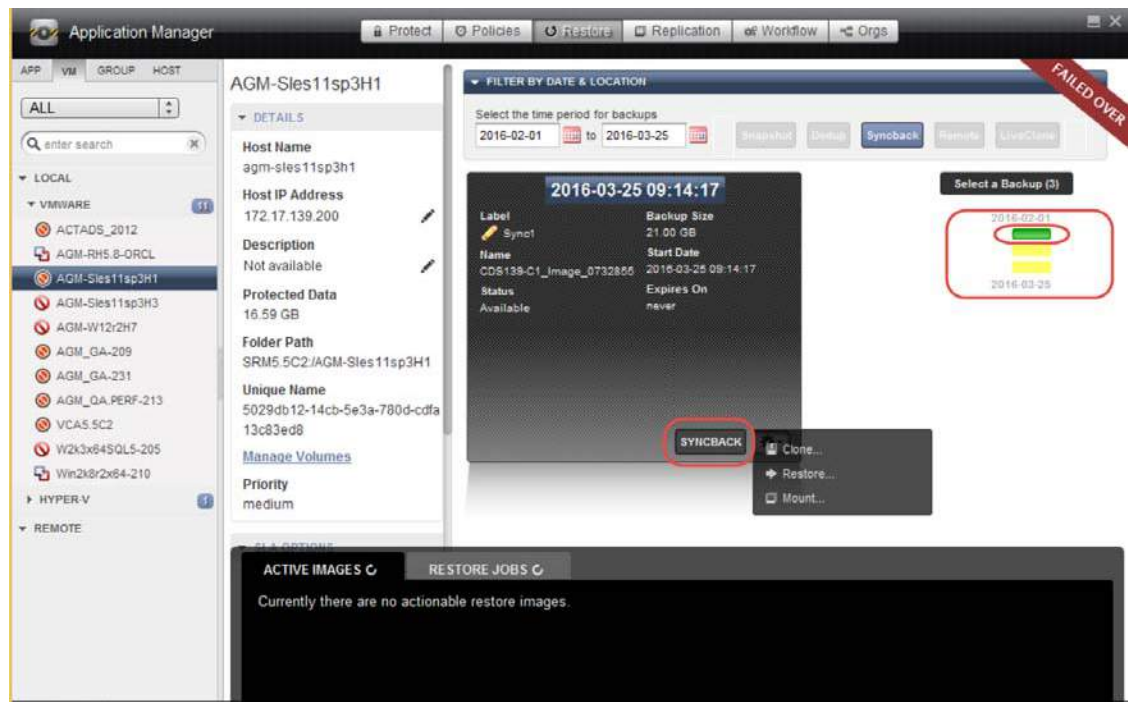 Application Manager
Protect
Policies
Restore
Replication
Workflow
Orgs
APP VM GROUP HOST
ALL
enter search
LOCAL
VMWARE 11
ACTADS_2012
AGM-RH5.8-ORCL
AGM-Sles11sp3H1
AGM-Sles11sp3H3
AGM-W12r2H7
AGM_GA-209
AGM_GA-231
AGM_QA.PERF-213
VCA5.5C2
W2k3x64SQL5-205
Win2k8r2x64-210
HYPER-V
REMOTE
AGM-Sles11sp3H1
DETAILS
Host Name
agm-sles11sp3h1
Host IP Address
172.17.139.200
Description
Not available
Protected Data
16.59 GB
Folder Path
SRM5.5C2:/AGM-Sles11sp3H1
Unique Name
5029db12-14cb-5e3a-780d-cdfa
13c83ed8
Manage Volumes
Priority
medium
SLA OPTIONS
FILTER BY DATE & LOCATION
FAILED OVER
Select the time period for backups
2016-02-01 to 2016-03-25
Snapshot
Dedup
Syncback
Remote
LiveClone
2016-03-25 09:14:17
Label
Sync1
Name
CDS139-C1_Image_0732855
Status
Available
Backup Size
21.00 GB
Start Date
2016-03-25 09:14:17
Expires On
never
SYNCBACK
Clone...
Restore...
Mount...
Select a Backup (3)
2016-02-01
2016-03-25
ACTIVE IMAGES
RESTORE JOBS
Currently there are no actionable restore images.